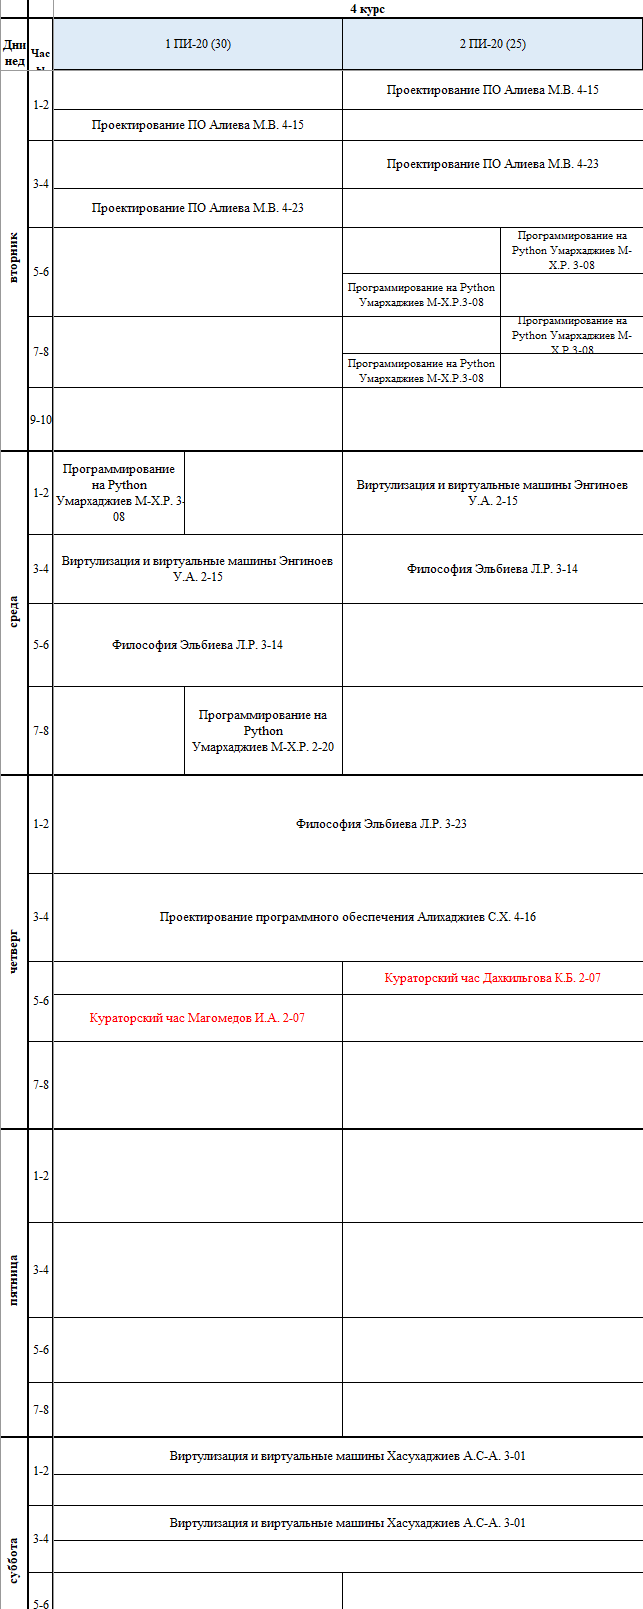 4 курс
Дни
нед
Час
ы
1 ПИ-20 (30)
2 ПИ-20 (25)
вторник
1-2
Проектирование ПО Алиева М.В. 4-15
Проектирование ПО Алиева М.В. 4-15
3-4
Проектирование ПО Алиева М.В. 4-23
Проектирование ПО Алиева М.В. 4-23
5-6
Программирование на
Python Умархаджиев М-
Х.Р. 3-08
Программирование на Python
Умархаджиев М-Х.Р.3-08
7-8
Программирование на
Python Умархаджиев М-
Х.Р 3-08
Программирование на Python
Умархаджиев М-Х.Р.3-08
9-10
среда
1-2
Программирование
на Python
Умархаджиев М-Х.Р. 3-
08
Виртулизация и виртуальные машины Энгиноев
У.А. 2-15
3-4
Виртулизация и виртуальные машины Энгиноев
У.А. 2-15
Философия Эльбиева Л.Р. 3-14
5-6
Философия Эльбиева Л.Р. 3-14
7-8
Программирование на
Python
Умархаджиев М-Х.Р. 2-20
четверг
1-2
Философия Эльбиева Л.Р. 3-23
3-4
Проектирование программного обеспечения Алихаджиев С.Х. 4-16
5-6
Кураторский час Дахкильгова К.Б. 2-07
Кураторский час Магомедов И.А. 2-07
7-8
пятница
1-2
3-4
5-6
7-8
суббота
1-2
Виртулизация и виртуальные машины Хасухаджиев А.С-А. 3-01
3-4
Виртулизация и виртуальные машины Хасухаджиев А.С-А. 3-01
5-6